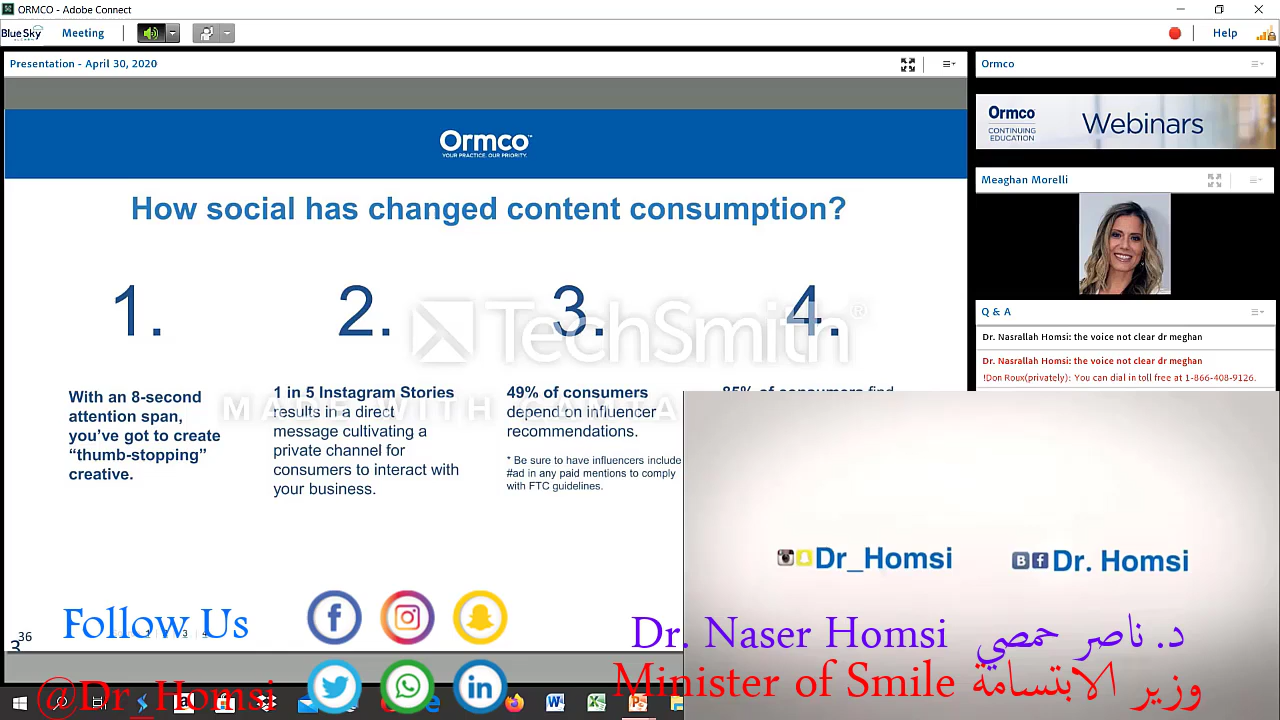 ORMCO - Adobe Connect
BlueSky
Meeting
Help
Presentation - April 30, 2020
Ormco
Ormco
CONTINUING
EDUCATION
Webinars
Ormco
YOUR PRACTICE. OUR PRIORITY.
Meaghan Morelli
How social has changed content consumption?
1.
2.
3.
4.
TechSmith®
MADE WITH CAMTA
Q & A
Dr. Nasrallah Homsi: the voice not clear dr meghan
Dr. Nasrallah Homsi: the voice not clear dr meghan
!Don Roux(privately): You can dial in toll free at 1-866-408-9126.
With an 8-second
attention span,
you’ve got to create
“thumb-stopping”
creative.
1 in 5 Instagram Stories
results in a direct
message cultivating a
private channel for
consumers to interact with
your business.
49% of consumers
depend on influencer
recommendations.
* Be sure to have influencers include
#ad in any paid mentions to comply
with FTC guidelines.
85% of consumers find
Dr_Homsi
Dr. Homsi
Follow Us
36
Dr. Naser Homsi د. ناصر حمصي
Minister of Smile وزير الابتسامة
@Dr_Homsi